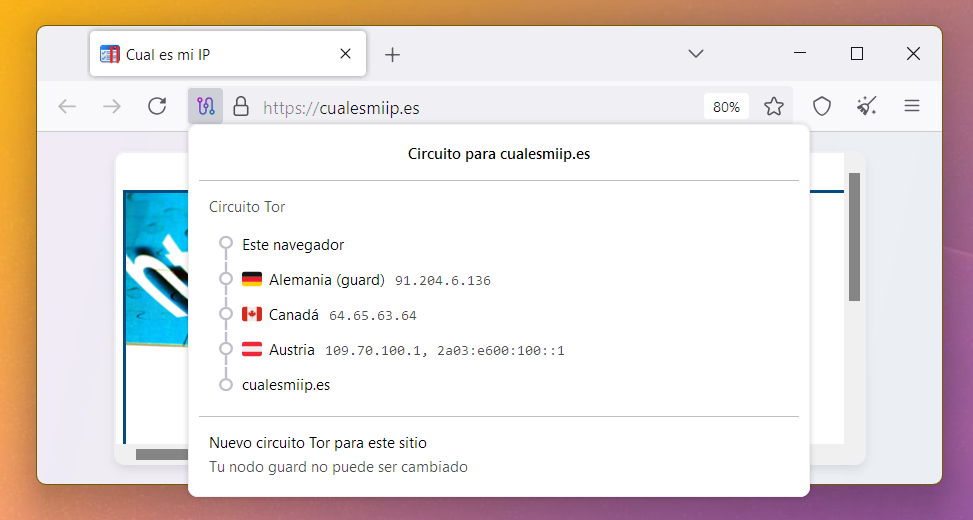 Cual es mi IP
https://cualesmiip.es
80%
Circuito para cualesmiip.es
Circuito Tor
Este navegador
Alemania (guard) 91.204.6.136
Canadá 64.65.63.64
Austria 109.70.100.1, 2a03:e600:100::1
cualesmiip.es
Nuevo circuito Tor para este sitio
Tu nodo guard no puede ser cambiado